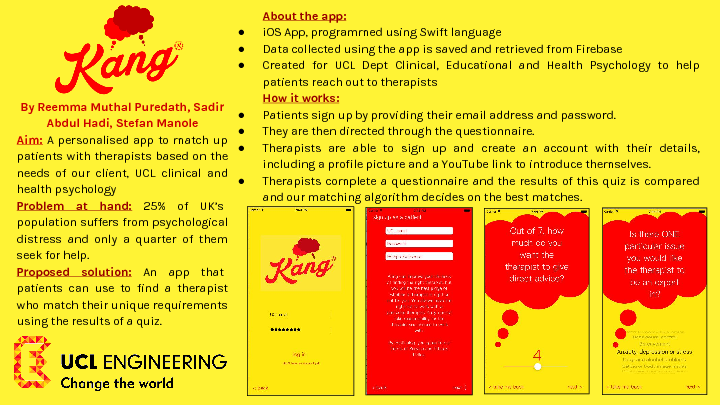 Kang®
By Reemma Muthal Puredath, Sadir
Abdul Hadi, Stefan Manole
Aim: A personalised app to match up
patients with therapists based on the
needs of our client, UCL clinical and
health psychology
Problem at hand: 25% of UK's
population suffers from psychological
distress and only a quarter of them
seek for help.
Proposed solution: An app that
patients can use to find a therapist
who match their unique requirements
using the results of a quiz.
UCL ENGINEERING
Change the world
About the app:
● iOS App, programmed using Swift language
● Data collected using the app is saved and retrieved from Firebase
● Created for UCL Dept Clinical, Educational and Health Psychology to help
patients reach out to therapists
How it works:
● Patients sign up by providing their email address and password.
● They are then directed through the questionnaire.
● Therapists are able to sign up and create an account with their details,
including a profile picture and a YouTube link to introduce themselves.
● Therapists complete a questionnaire and the results of this quiz is compared
and our matching algorithm decides on the best matches.
Kang
Sign up as a patient
Out of 7, how
much do you
want the
therapist to give
direct advice?
4
next >
Is there ONE
particular issue
you would like
the therapist to
be an expert
in?
Anxiety, depression or stress
next >